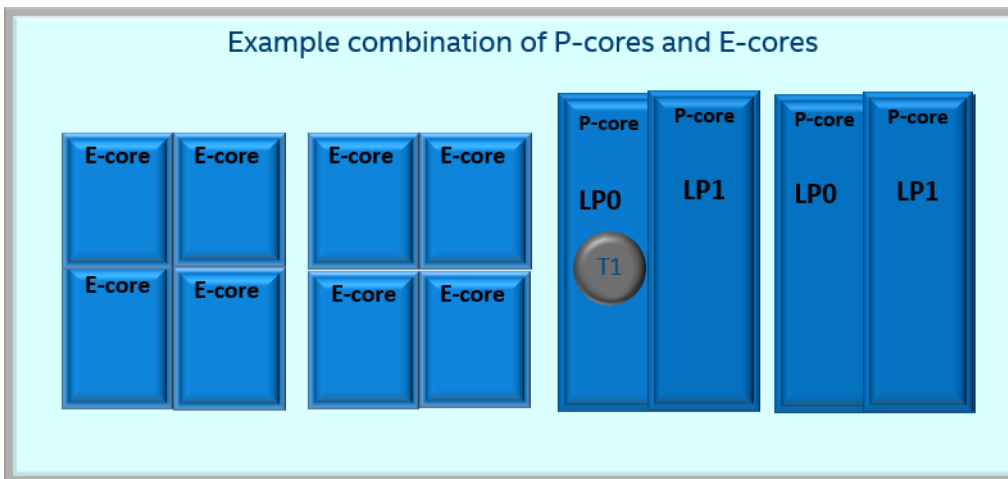 Example combination of P-cores and E-cores
E-core E-core E-core E-core P-core P-core P-core P-core
LP0 LP1 LP0 LP1
T1
E-core E-core E-core E-core